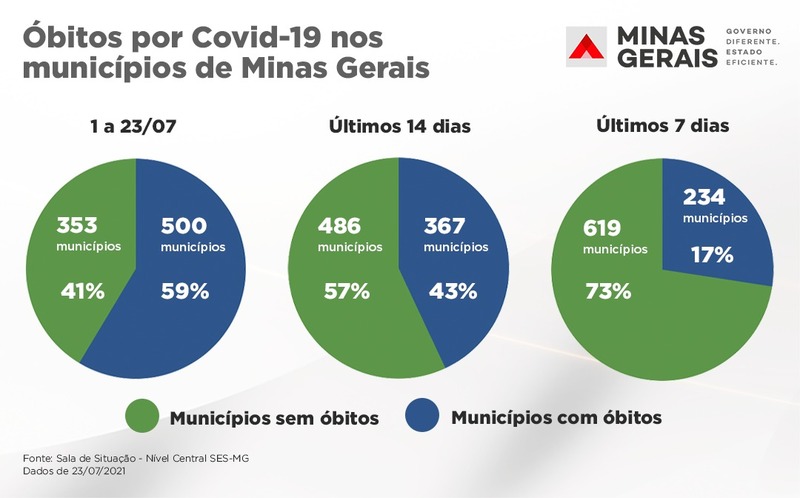 Óbitos por Covid-19 nos
municípios de Minas Gerais
MINAS
GERAIS
GOVERNO
DIFERENTE.
ESTADO
EFICIENTE.
1 a 23/07
353
municípios
41%
500
municípios
59%
Últimos 14 dias
486
municípios
57%
367
municípios
43%
Últimos 7 dias
619
municípios
73%
234
municípios
17%
Municípios sem óbitos
Municípios com óbitos
Fonte: Sala de Situação - Nível Central SES-MG
Dados de 23/07/2021